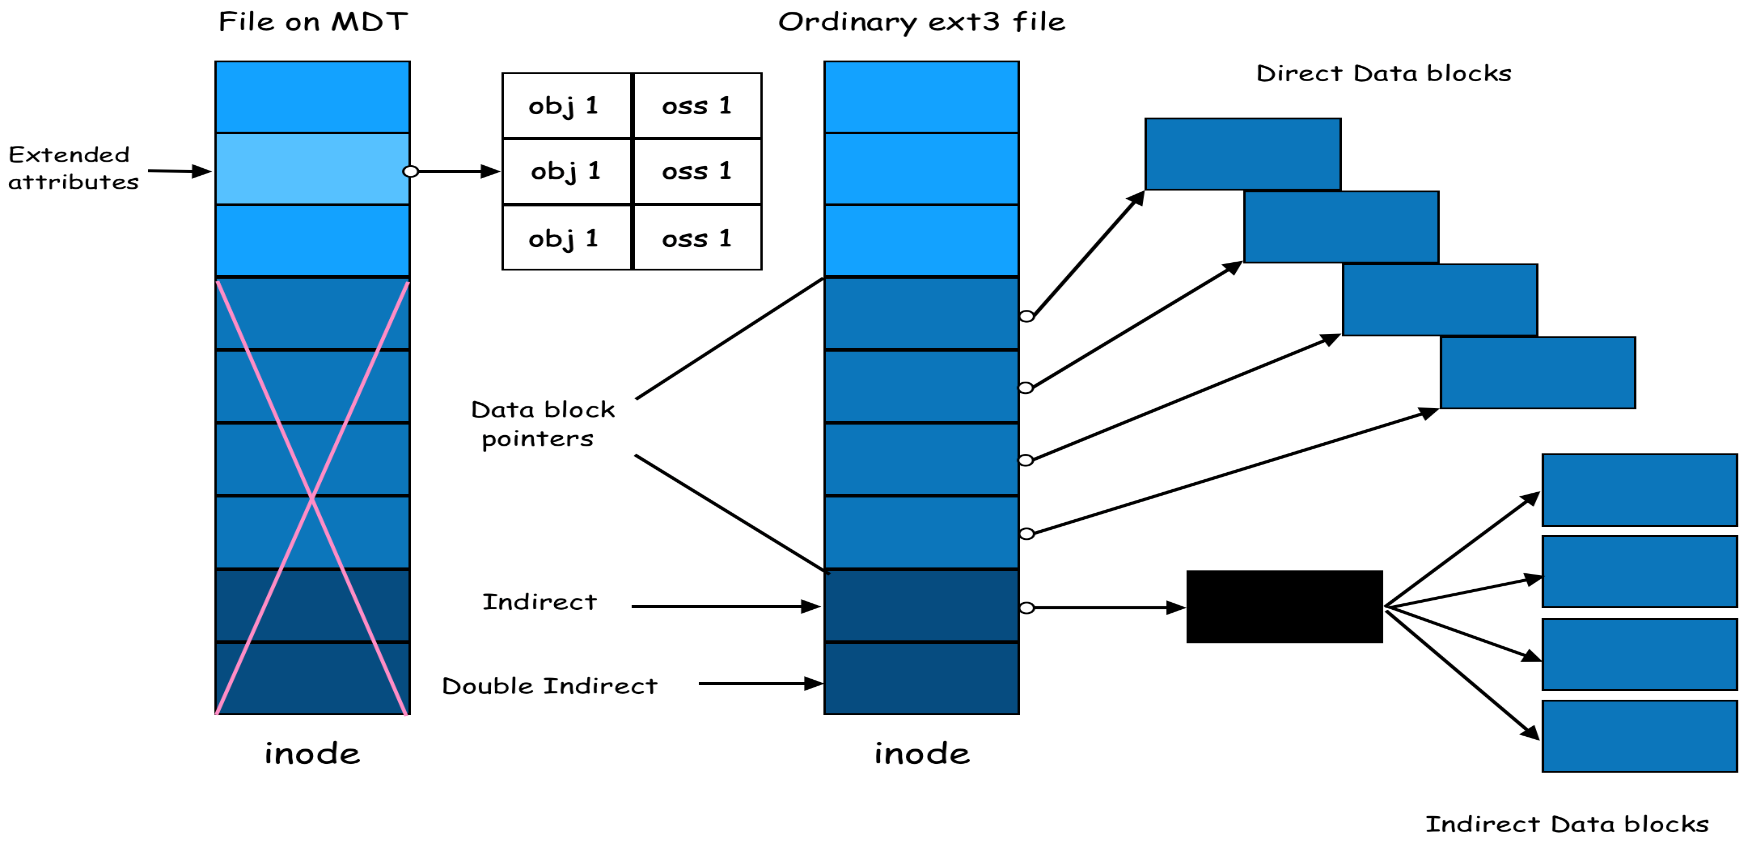 File on MDT
Ordinary ext3 file
Direct Data blocks
Extended
attributes
obj 1 oss 1
obj 1 oss 1
obj 1 oss 1
Data block
pointers
Indirect
Double Indirect
inode
inode
Indirect Data blocks